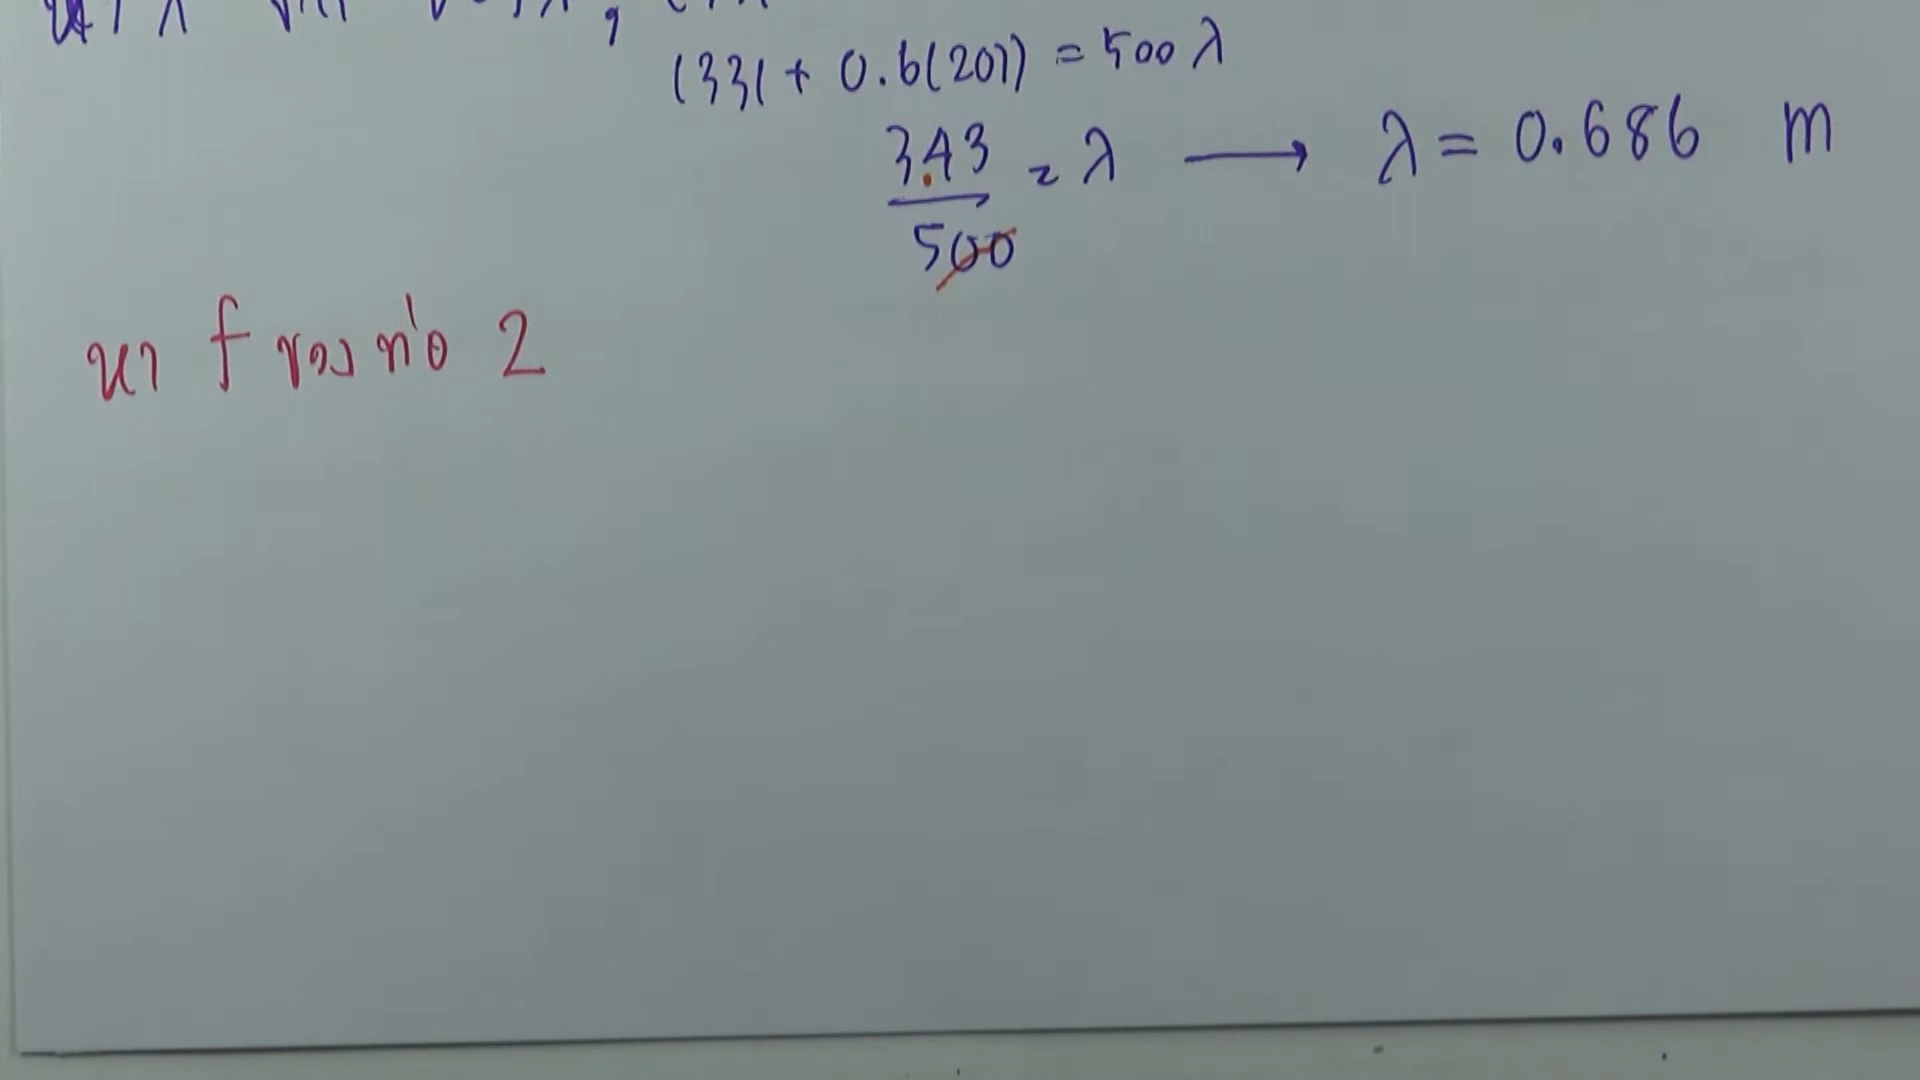 (331 + 0.6(20)) = 500 λ
343/500 = λ → λ = 0.686 m
หา f ของท่อ 2